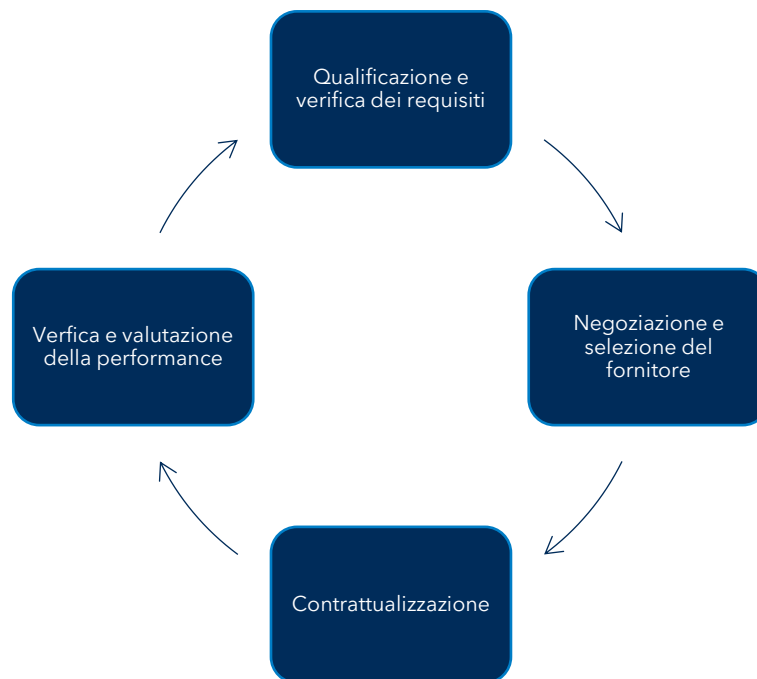 Qualificazione e
verifica dei requisiti
Negoziazione e
selezione del
fornitore
Contrattualizzazione
Verfica e valutazione
della performance